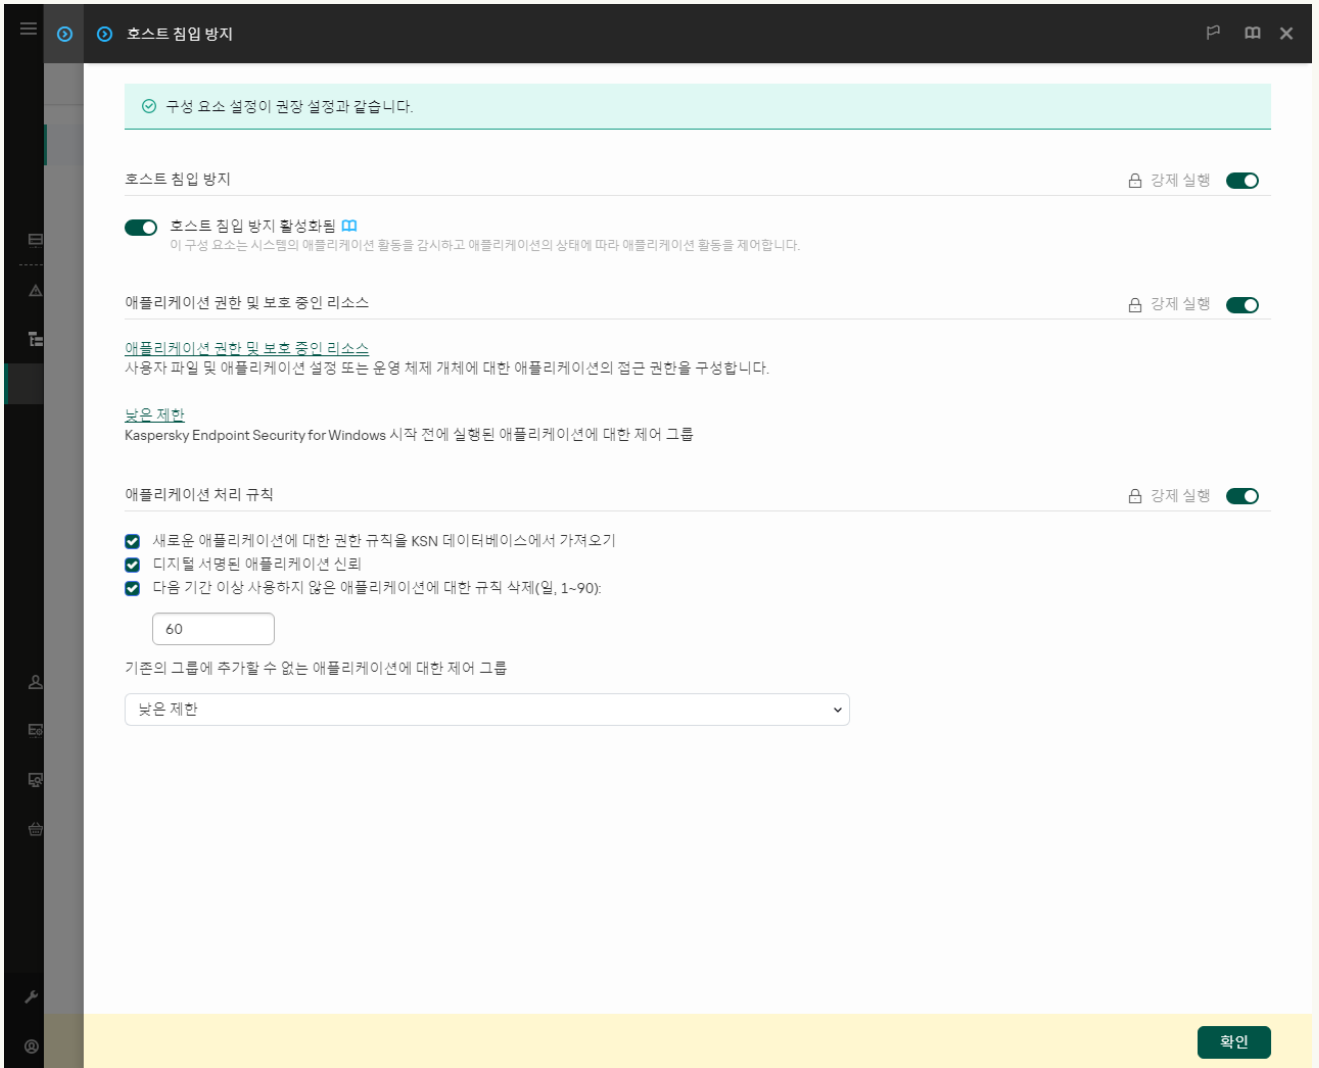 호스트 침입 방지
구성 요소 설정이 권장 설정과 같습니다.
호스트 침입 방지
강제 실행
호스트 침입 방지 활성화됨
이 구성 요소는 시스템의 애플리케이션 활동을 감시하고 애플리케이션의 상태에 따라 애플리케이션 활동을 제어합니다.
애플리케이션 권한 및 보호 중인 리소스
강제 실행
애플리케이션 권한 및 보호 중인 리소스
사용자 파일 및 애플리케이션 설정 또는 운영 체제 개체에 대한 애플리케이션의 접근 권한을 구성합니다.
낮은 제한
Kaspersky Endpoint Security for Windows 시작 전에 실행된 애플리케이션에 대한 제어 그룹
애플리케이션 처리 규칙
강제 실행
새로운 애플리케이션에 대한 권한 규칙을 KSN 데이터베이스에서 가져오기
디지털 서명된 애플리케이션 신뢰
다음 기간 이상 사용하지 않은 애플리케이션에 대한 규칙 삭제(일, 1~90):
60
기존의 그룹에 추가할 수 없는 애플리케이션에 대한 제어 그룹
낮은 제한
확인